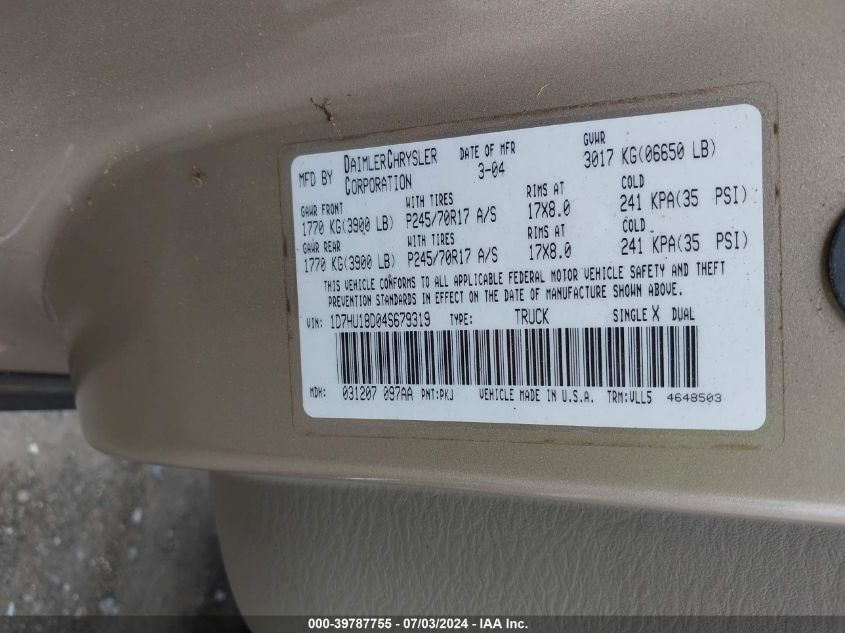 MFD BY DAIMLERCHRYSLER CORPORATION DATE OF MFR 3-04 GVWR 3017 KG(06650 LB)
GAWR FRONT WITH TIRES RIMS AT COLD
1770 KG(3900 LB) P245/70R17 A/S 17X8.0 241 KPA(35 PSI)
GAWR REAR WITH TIRES RIMS AT COLD
1770 KG(3900 LB) P245/70R17 A/S 17X8.0 241 KPA(35 PSI)
THIS VEHICLE CONFORMS TO ALL APPLICABLE FEDERAL MOTOR VEHICLE SAFETY AND THEFT
PREVENTION STANDARDS IN EFFECT ON THE DATE OF MANUFACTURE SHOWN ABOVE.
VIN: 1D7HU18D04S679319 TYPE: TRUCK SINGLE X DUAL
MDH: 031207 097AA PNT:PKJ VEHICLE MADE IN U.S.A. TRM:VLL5 4648503
000-39787755 - 07/03/2024 - IAA Inc.